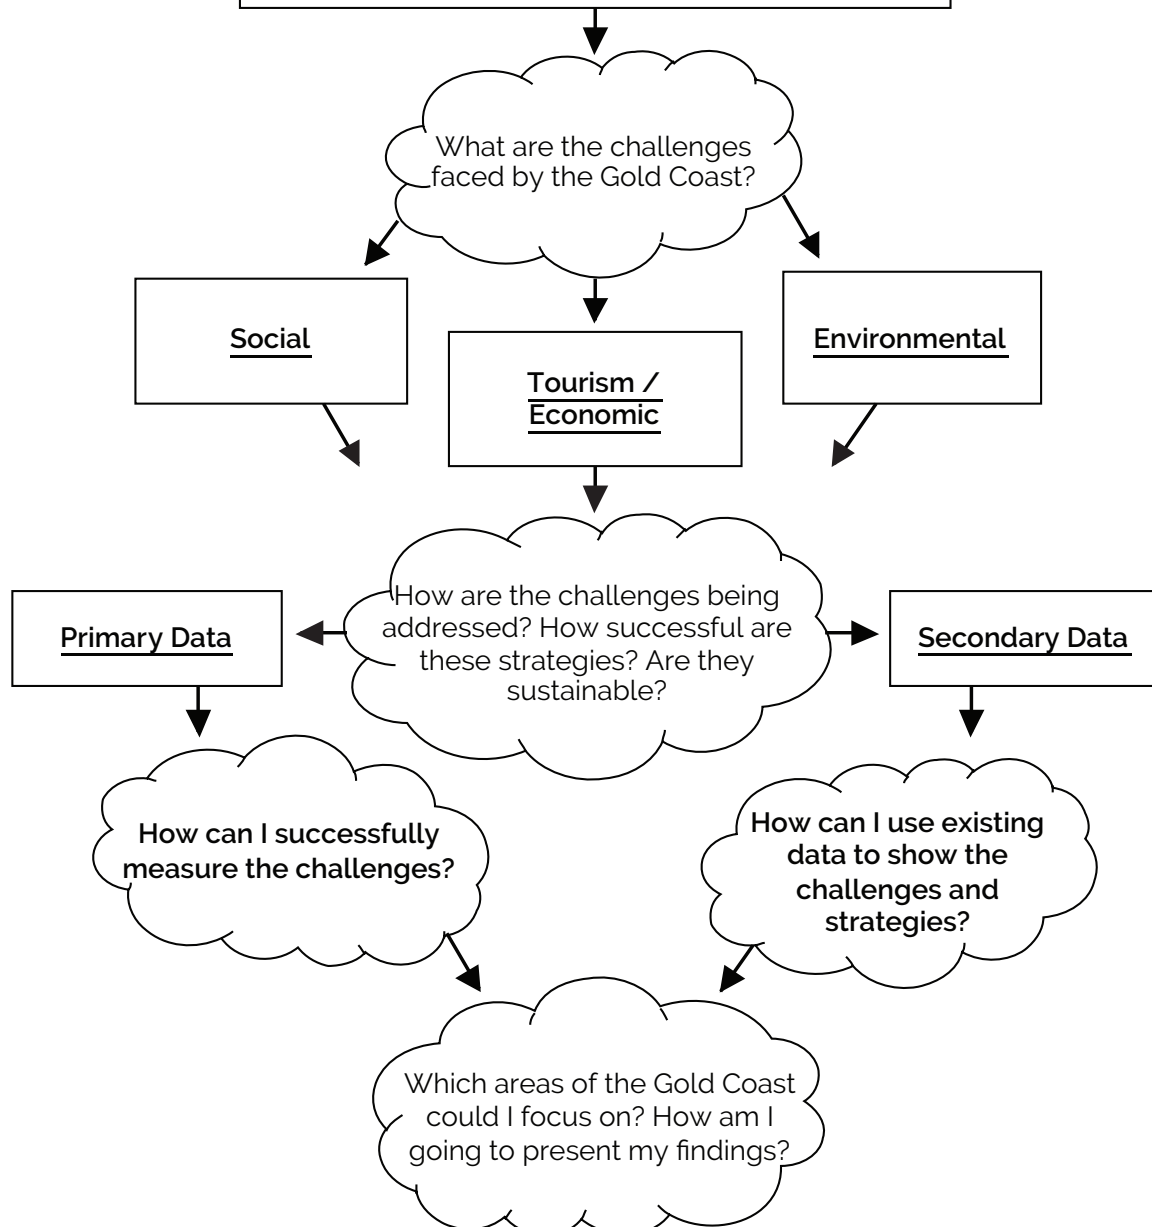 What are the challenges
faced by the Gold Coast?
Social
Tourism /
Economic
Environmental
How are the challenges being
addressed? How successful are
these strategies? Are they
sustainable?
Primary Data
Secondary Data
How can I successfully
measure the challenges?
How can I use existing
data to show the
challenges and
strategies?
Which areas of the Gold Coast
could I focus on? How am I
going to present my findings?